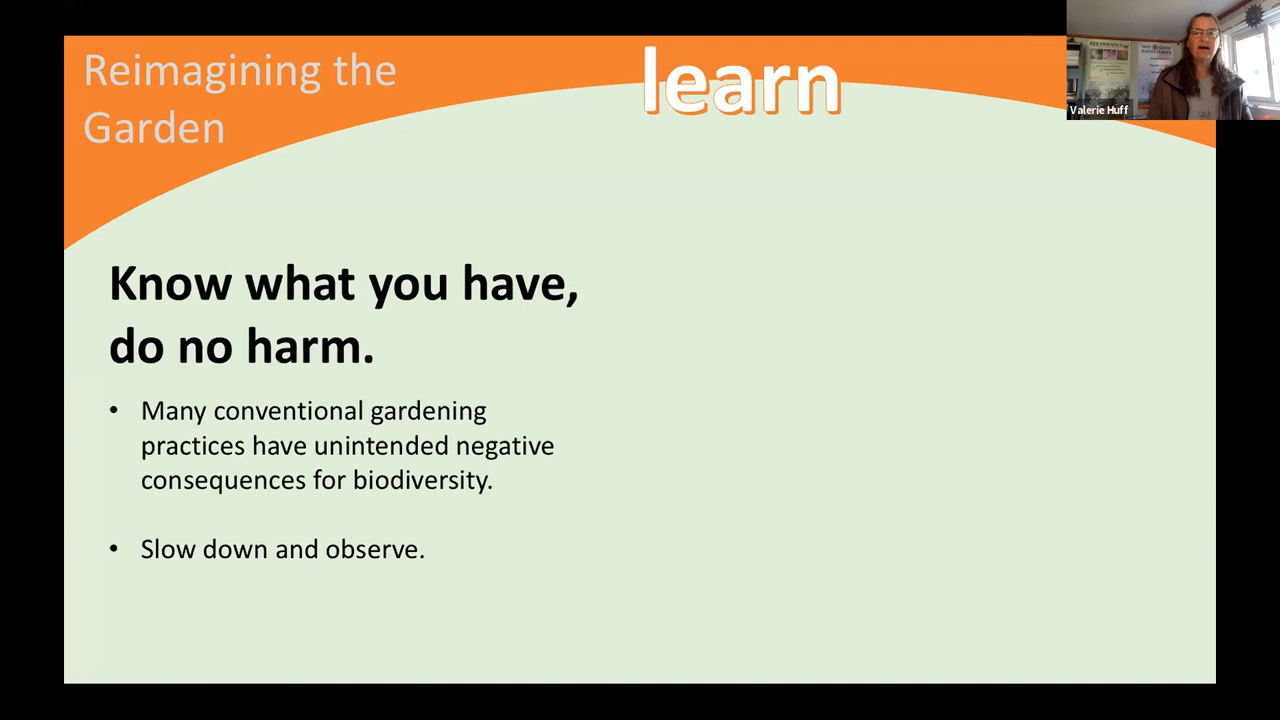 Reimagining the
Garden
learn
Valerie Huff
Know what you have,
do no harm.
• Many conventional gardening
practices have unintended negative
consequences for biodiversity.
• Slow down and observe.